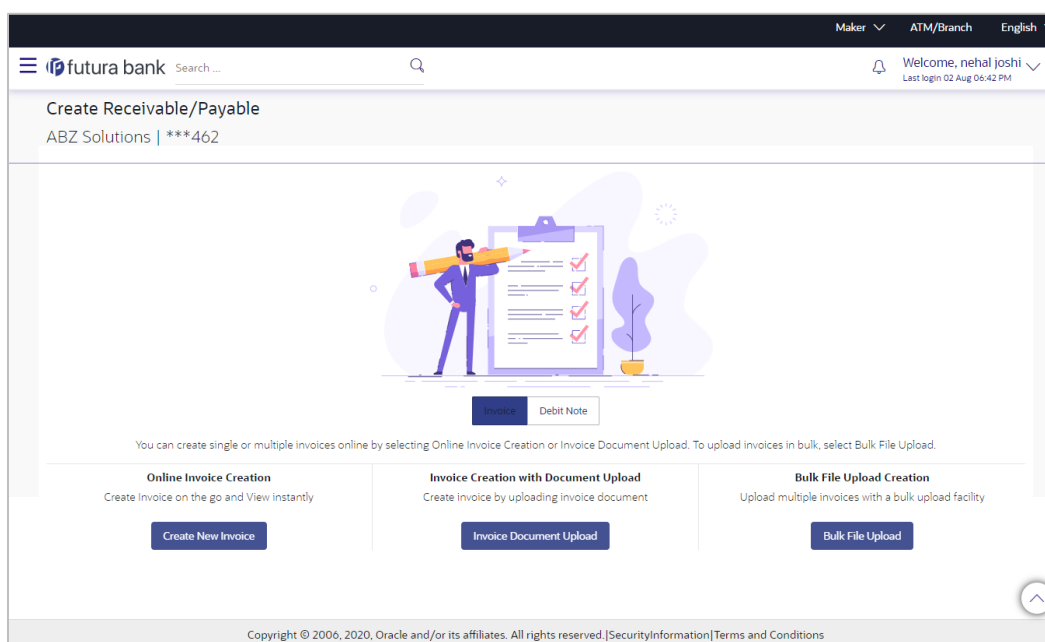 Maker ATM/Branch English
futura bank Search ... Welcome, nehal joshi
Last login 02 Aug 06:42 PM
Create Receivable/Payable
ABZ Solutions | ***462
Invoice Debit Note
You can create single or multiple invoices online by selecting Online Invoice Creation or Invoice Document Upload. To upload invoices in bulk, select Bulk File Upload.
Online Invoice Creation
Create Invoice on the go and View instantly
Create New Invoice
Invoice Creation with Document Upload
Create invoice by uploading invoice document
Invoice Document Upload
Bulk File Upload Creation
Upload multiple invoices with a bulk upload facility
Bulk File Upload
Copyright © 2006, 2020, Oracle and/or its affiliates. All rights reserved.|SecurityInformation|Terms and Conditions